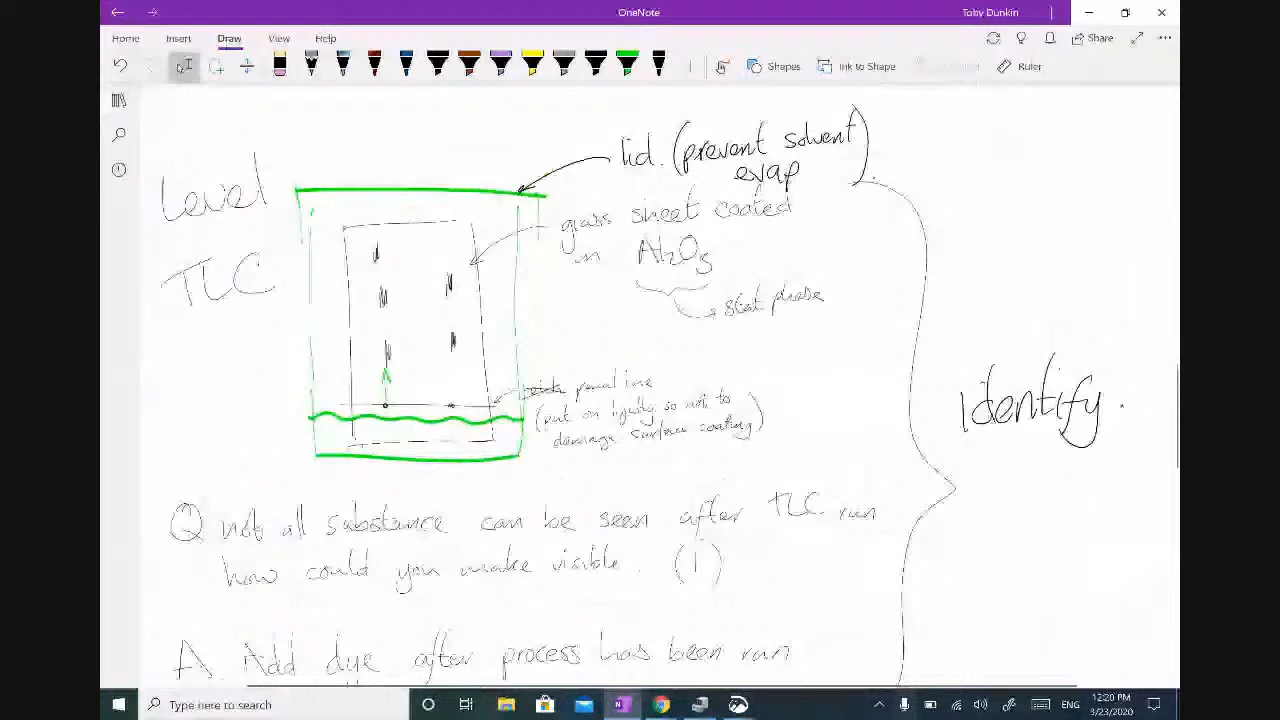 OneNote
Toby Dunkin
Home Insert Draw View Help
Share
Shapes
Ink to Shape
Ruler
lid. (prevent solvent
evap).
Level
TLC
glass sheet coated
in Al2O3
stat phase
pencil line
(put on lightly so not to
damage surface coating)
Identify.
Q not all substance can be seen after TLC run
how could you make visible. (1)
A. Add dye after process has been run
Type here to search
ENG
12:20 PM
3/23/2020